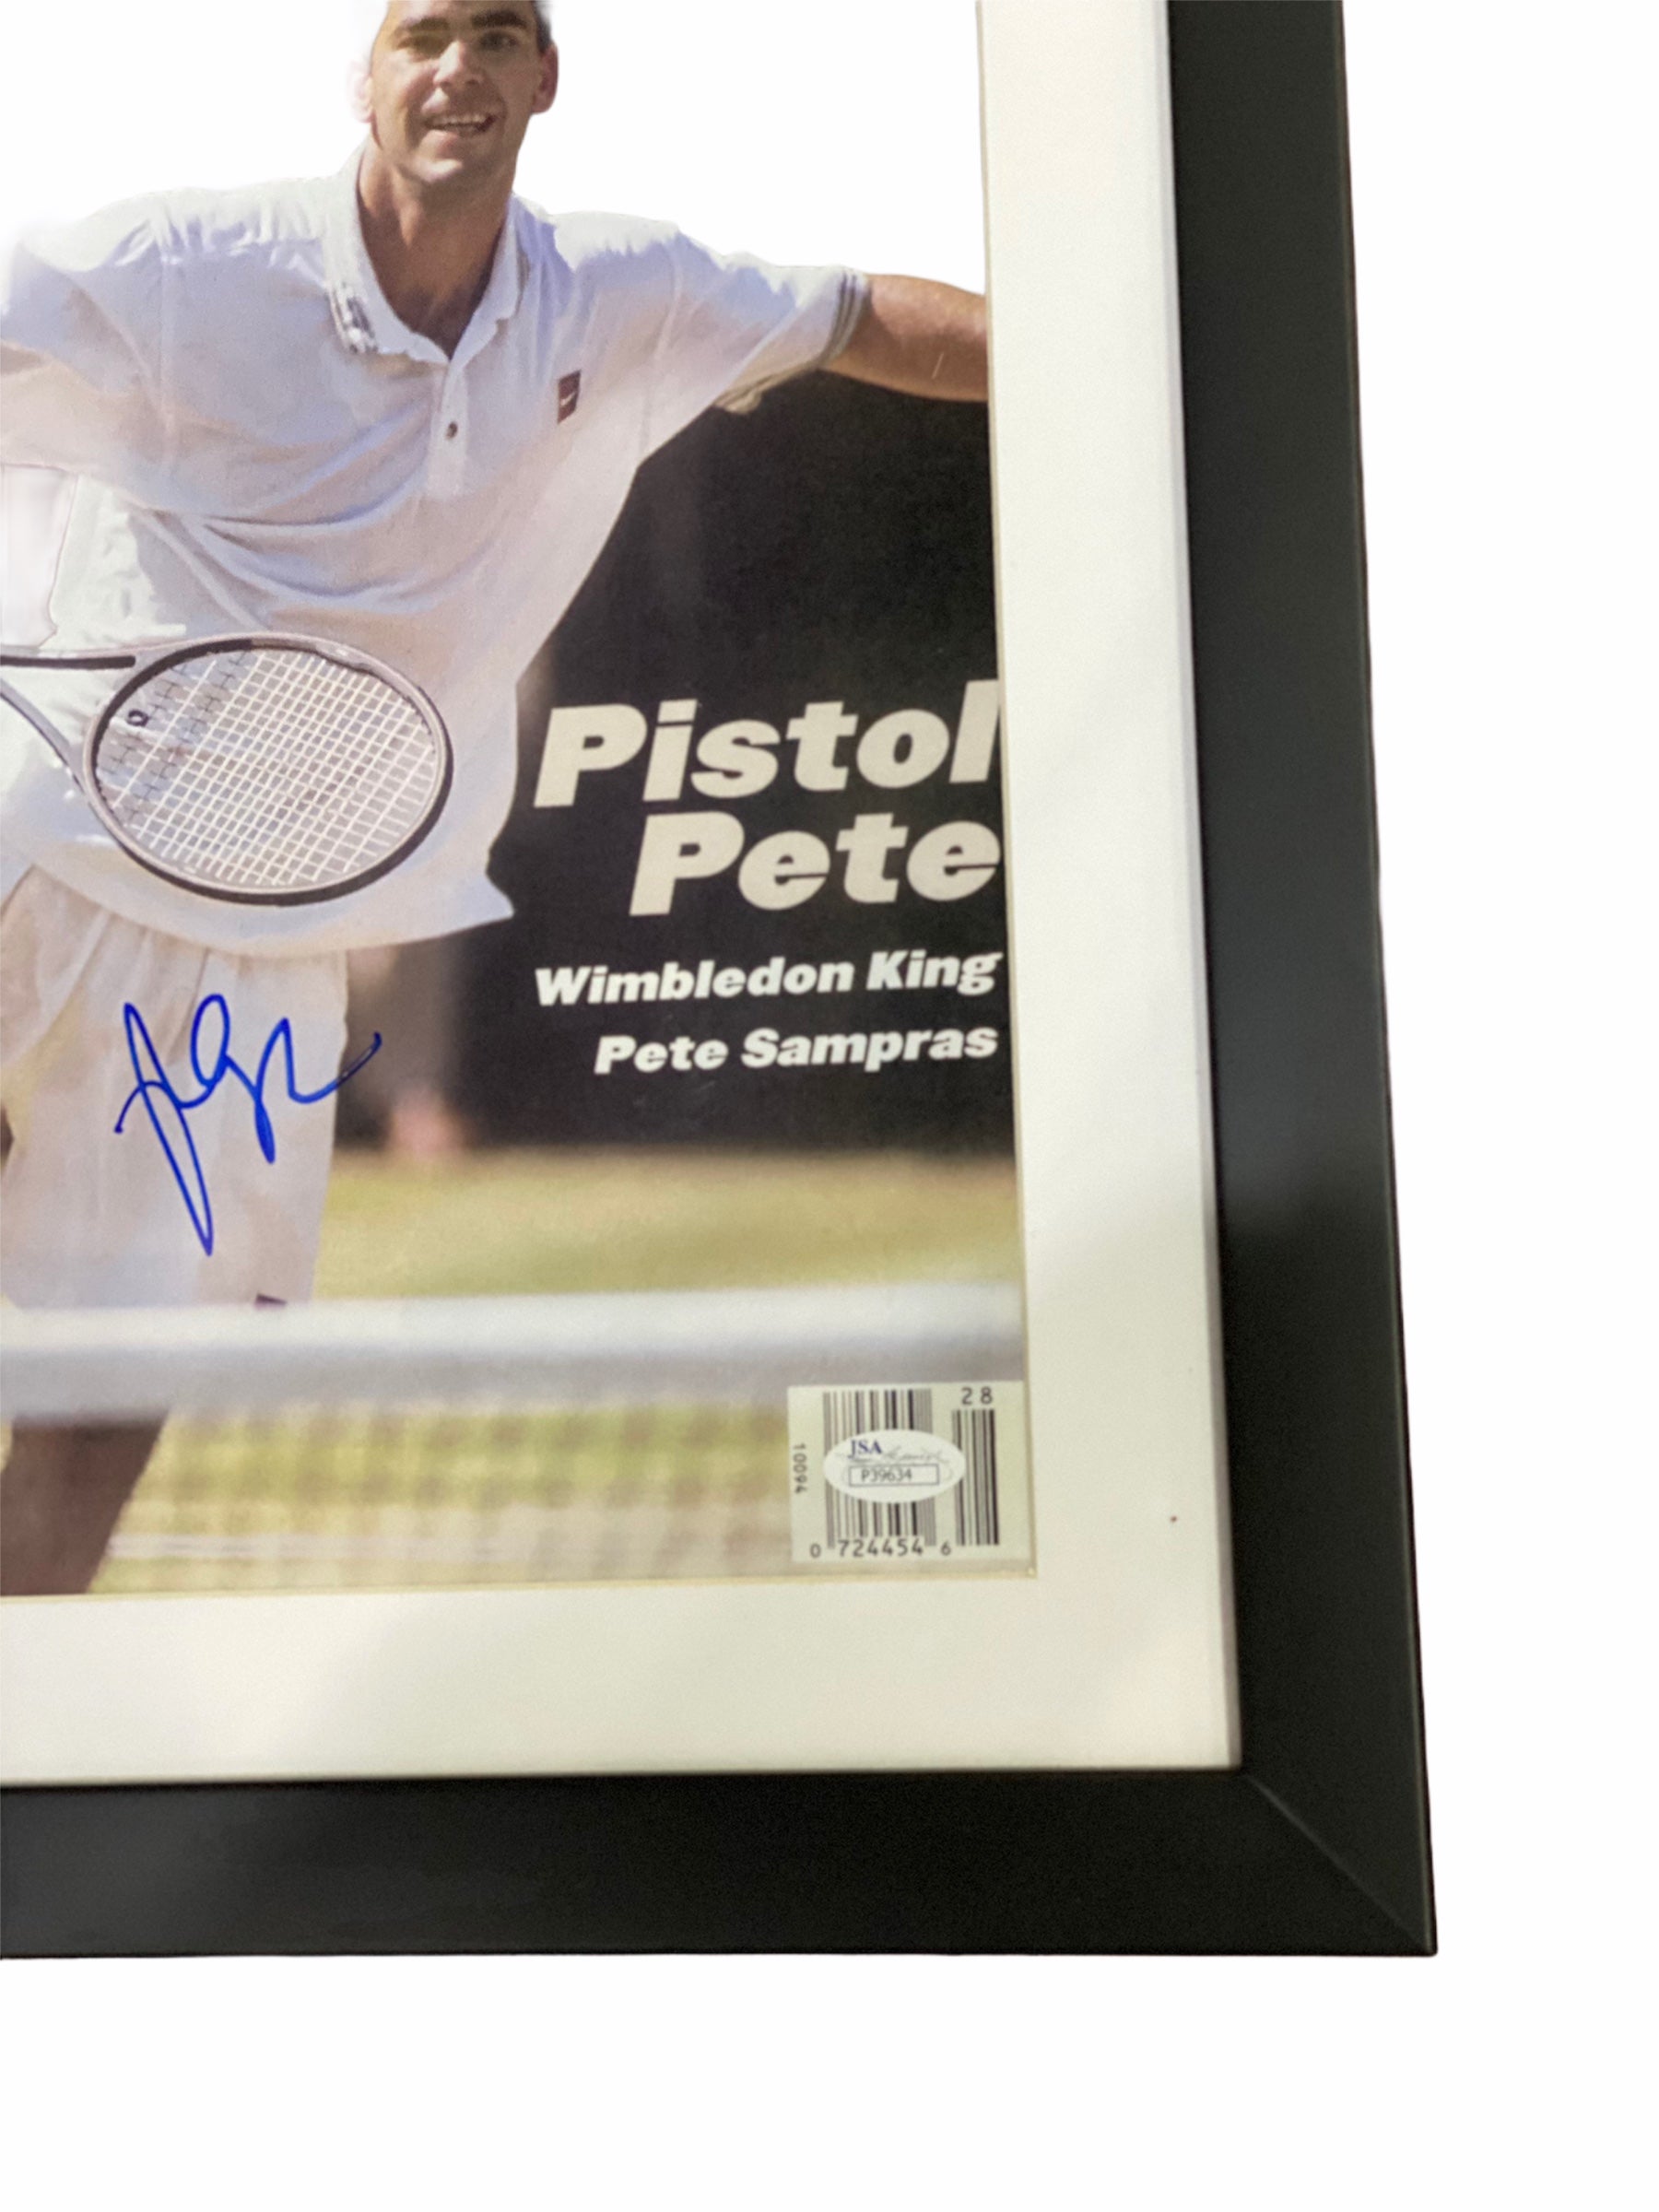 Pistol
Pete
Wimbledon King
Pete Sampras
28
10094
JSA
P39634
0 724454 6